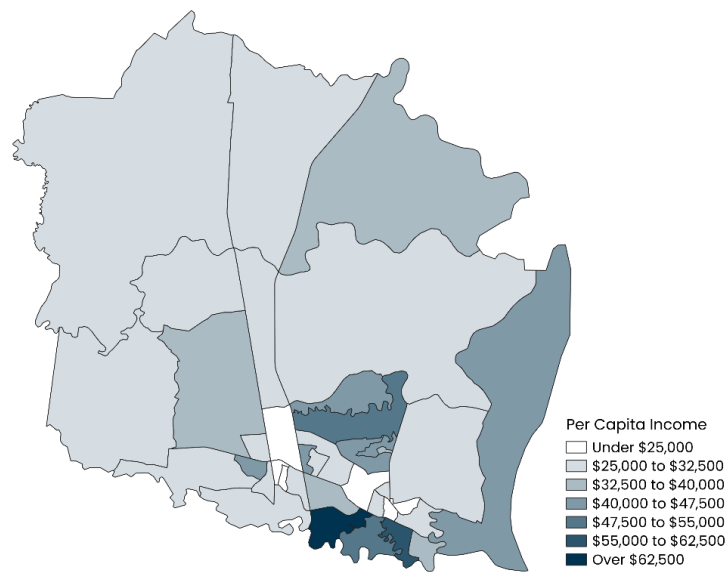 Per Capita Income
Under $25,000
$25,000 to $32,500
$32,500 to $40,000
$40,000 to $47,500
$47,500 to $55,000
$55,000 to $62,500
Over $62,500